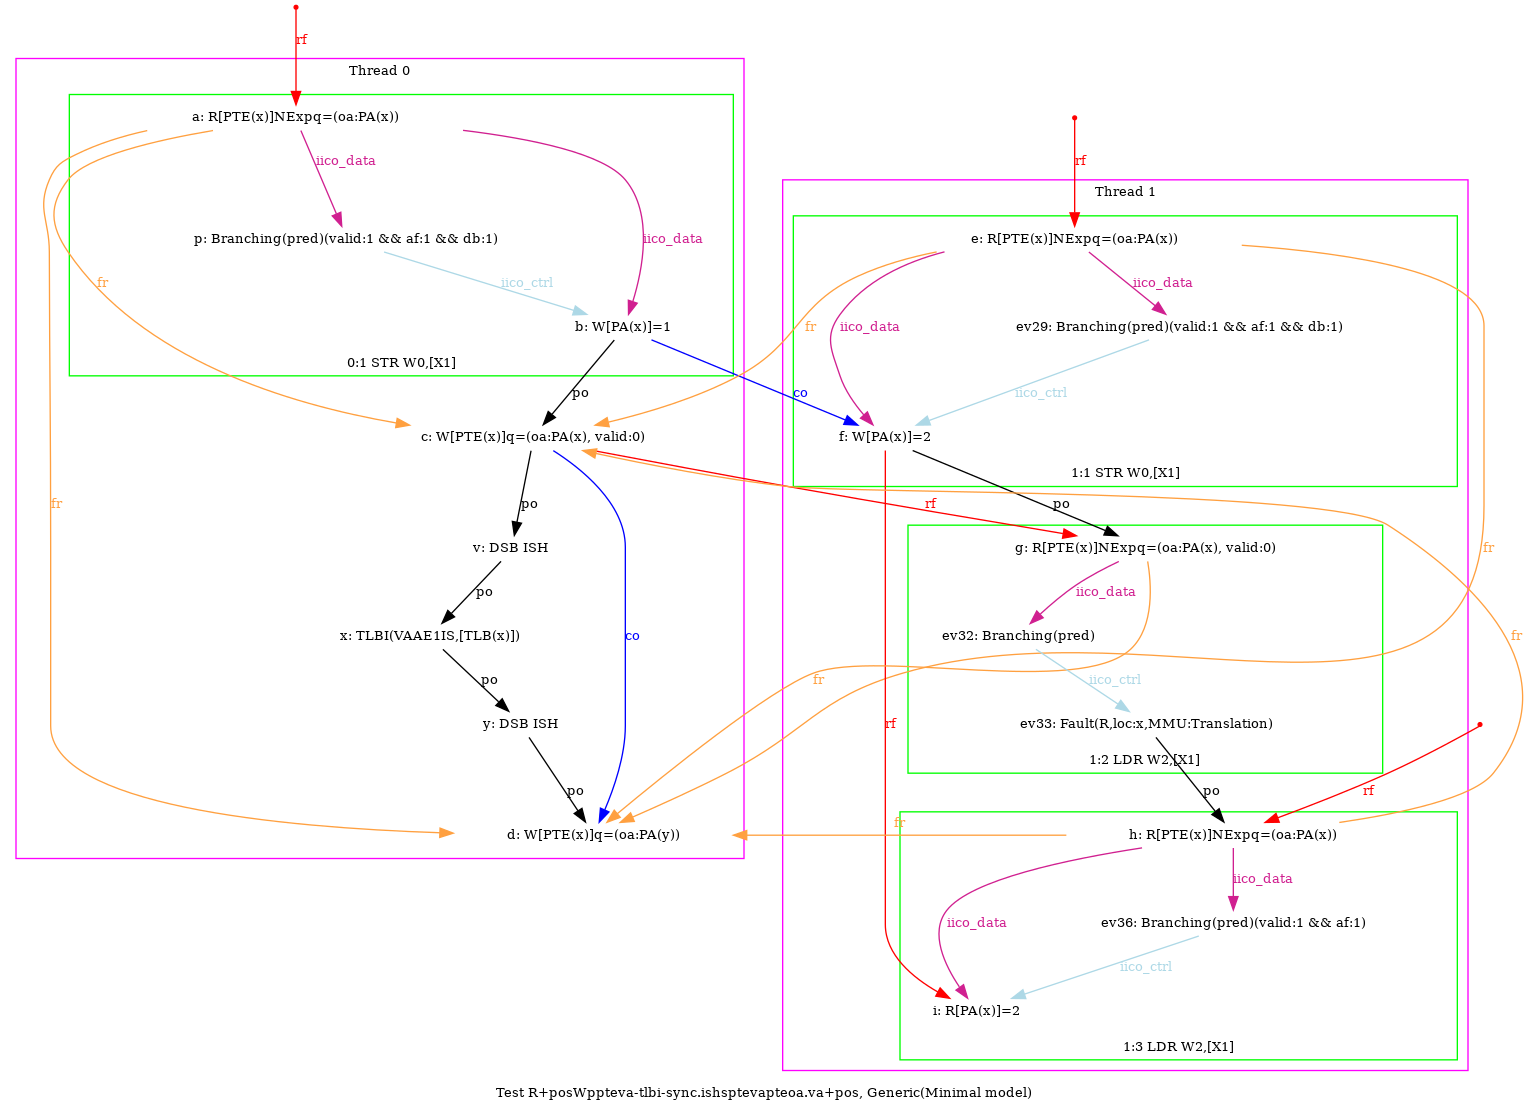 rf
Thread 0
a: R[PTE(x)]NExpq=(oa:PA(x))
rf
iico_data
Thread 1
p: Branching(pred)(valid:1 && af:1 && db:1)
iico_data
e: R[PTE(x)]NExpq=(oa:PA(x))
fr
iico_ctrl
iico_data
b: W[PA(x)]=1
fr
iico_data
ev29: Branching(pred)(valid:1 && af:1 && db:1)
0:1 STR W0,[X1]
po
co
iico_ctrl
c: W[PTE(x)]q=(oa:PA(x), valid:0)
f: W[PA(x)]=2
1:1 STR W0,[X1]
fr
po
rf
po
v: DSB ISH
g: R[PTE(x)]NExpq=(oa:PA(x), valid:0)
fr
po
iico_data
x: TLBI(VAAE1IS,[TLB(x)])
co
ev32: Branching(pred)
fr
po
fr
iico_ctrl
y: DSB ISH
rf
ev33: Fault(R,loc:x,MMU:Translation)
1:2 LDR W2,[X1]
po
po
rf
d: W[PTE(x)]q=(oa:PA(y))
fr
h: R[PTE(x)]NExpq=(oa:PA(x))
iico_data
iico_data
ev36: Branching(pred)(valid:1 && af:1)
iico_ctrl
i: R[PA(x)]=2
1:3 LDR W2,[X1]
Test R+posWppteva-tlbi-sync.ishsptevapteoa.va+pos, Generic(Minimal model)